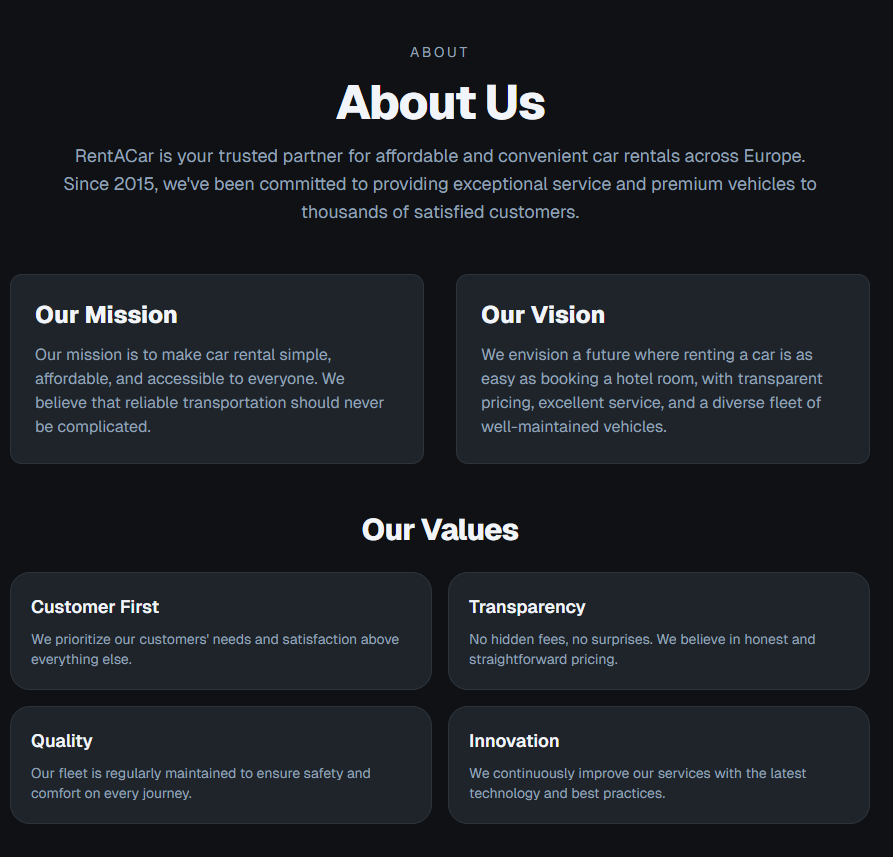 ABOUT
About Us
RentACar is your trusted partner for affordable and convenient car rentals across Europe.
Since 2015, we've been committed to providing exceptional service and premium vehicles to
thousands of satisfied customers.
Our Mission
Our mission is to make car rental simple,
affordable, and accessible to everyone. We
believe that reliable transportation should never
be complicated.
Our Vision
We envision a future where renting a car is as
easy as booking a hotel room, with transparent
pricing, excellent service, and a diverse fleet of
well-maintained vehicles.
Our Values
Customer First
We prioritize our customers' needs and satisfaction above
everything else.
Transparency
No hidden fees, no surprises. We believe in honest and
straightforward pricing.
Quality
Our fleet is regularly maintained to ensure safety and
comfort on every journey.
Innovation
We continuously improve our services with the latest
technology and best practices.